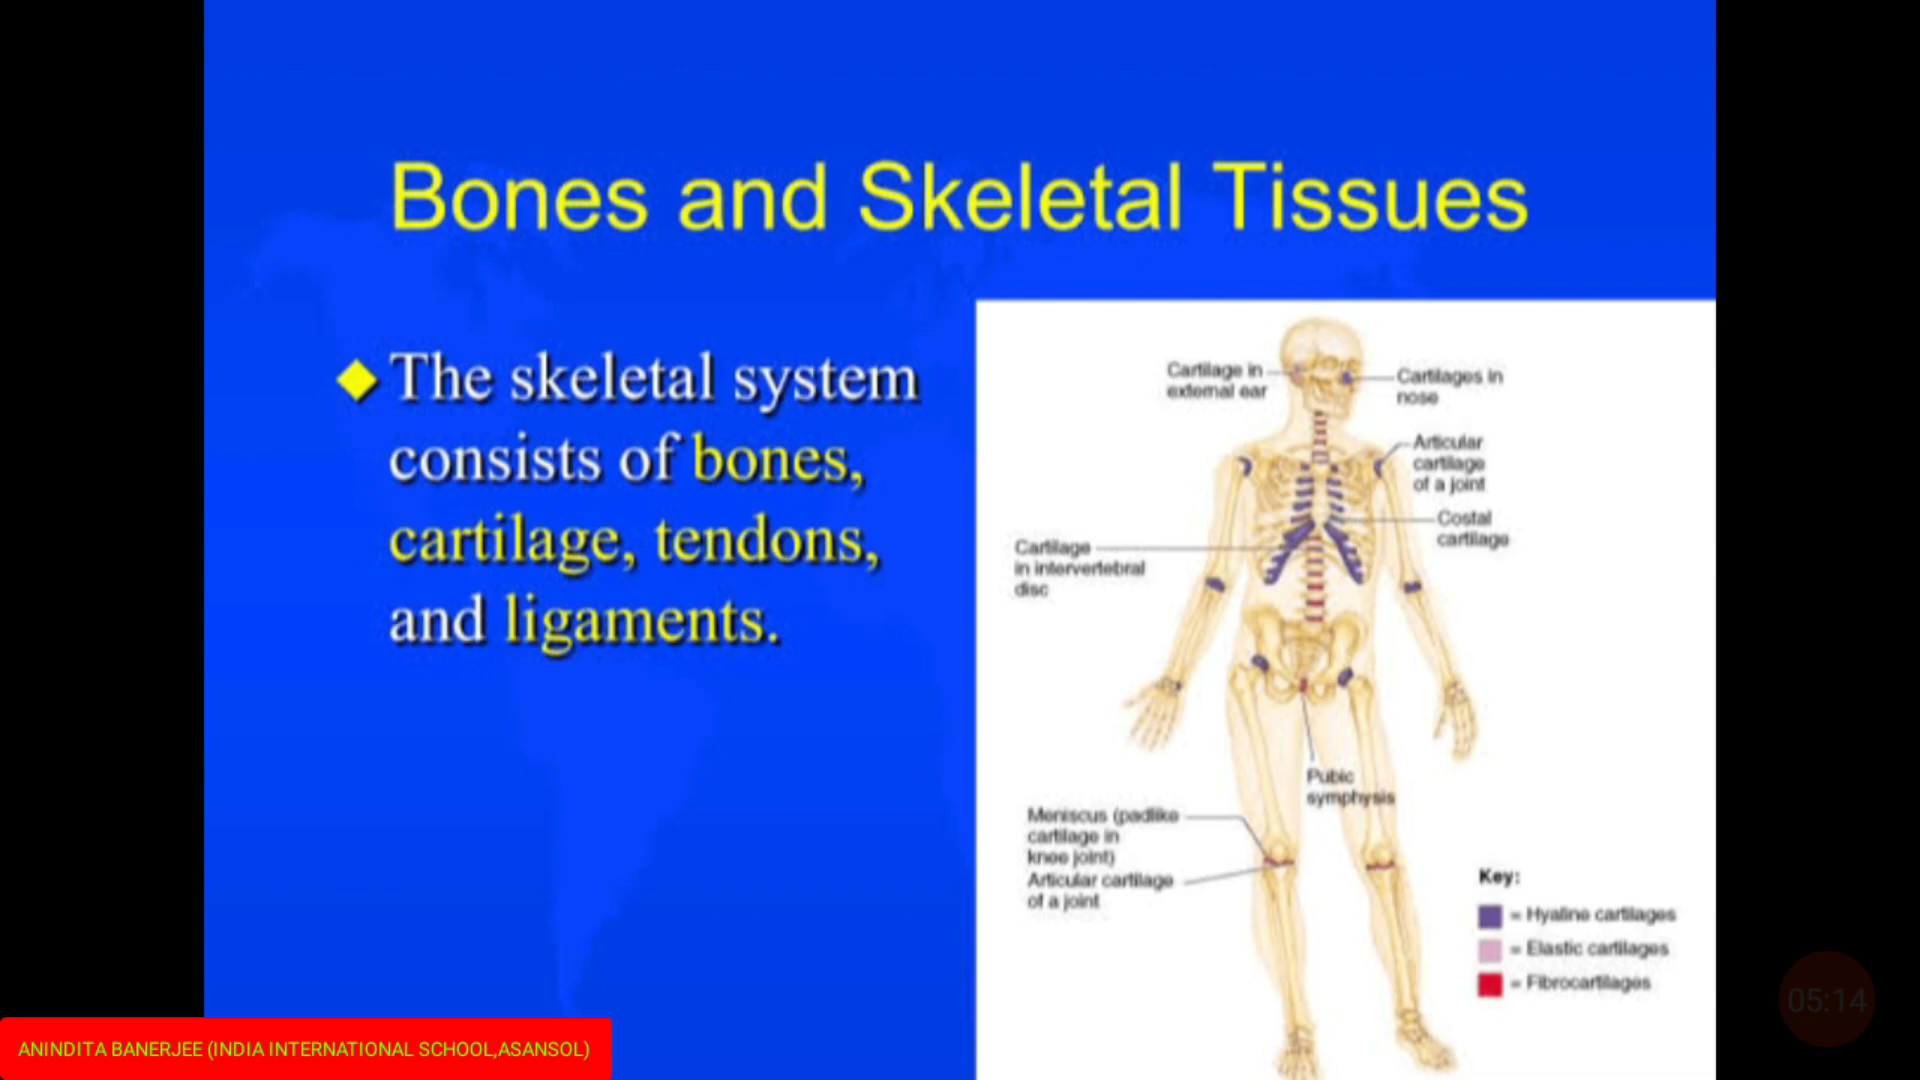 Bones and Skeletal Tissues
The skeletal system
consists of bones,
cartilage, tendons,
and ligaments.
Cartilage in
external ear
Cartilages in
nose
Articular
cartilage
of a joint
Costal
cartilage
Cartilage
in intervertebral
disc
Pubic
symphysis
Meniscus (padlike
cartilage in
knee joint)
Articular cartilage
of a joint
Key:
= Hyaline cartilages
= Elastic cartilages
= Fibrocartilages
05:14
ANINDITA BANERJEE (INDIA INTERNATIONAL SCHOOL,ASANSOL)